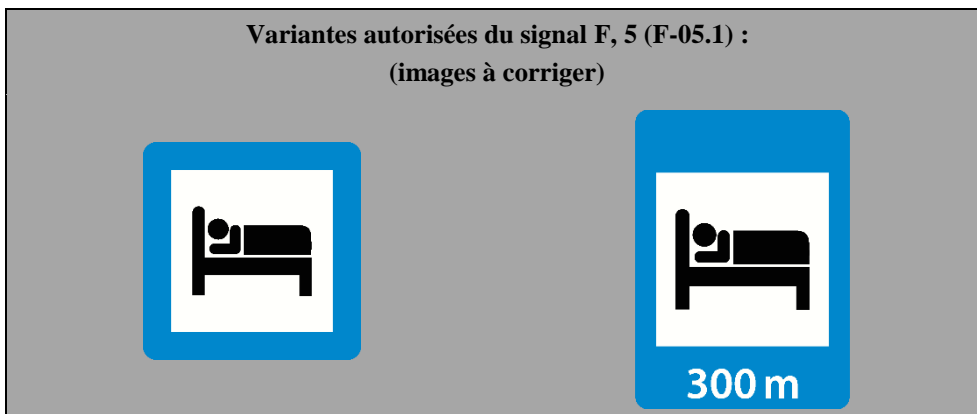 Variantes autorisées du signal F, 5 (F-05.1) :
(images à corriger)
300 m